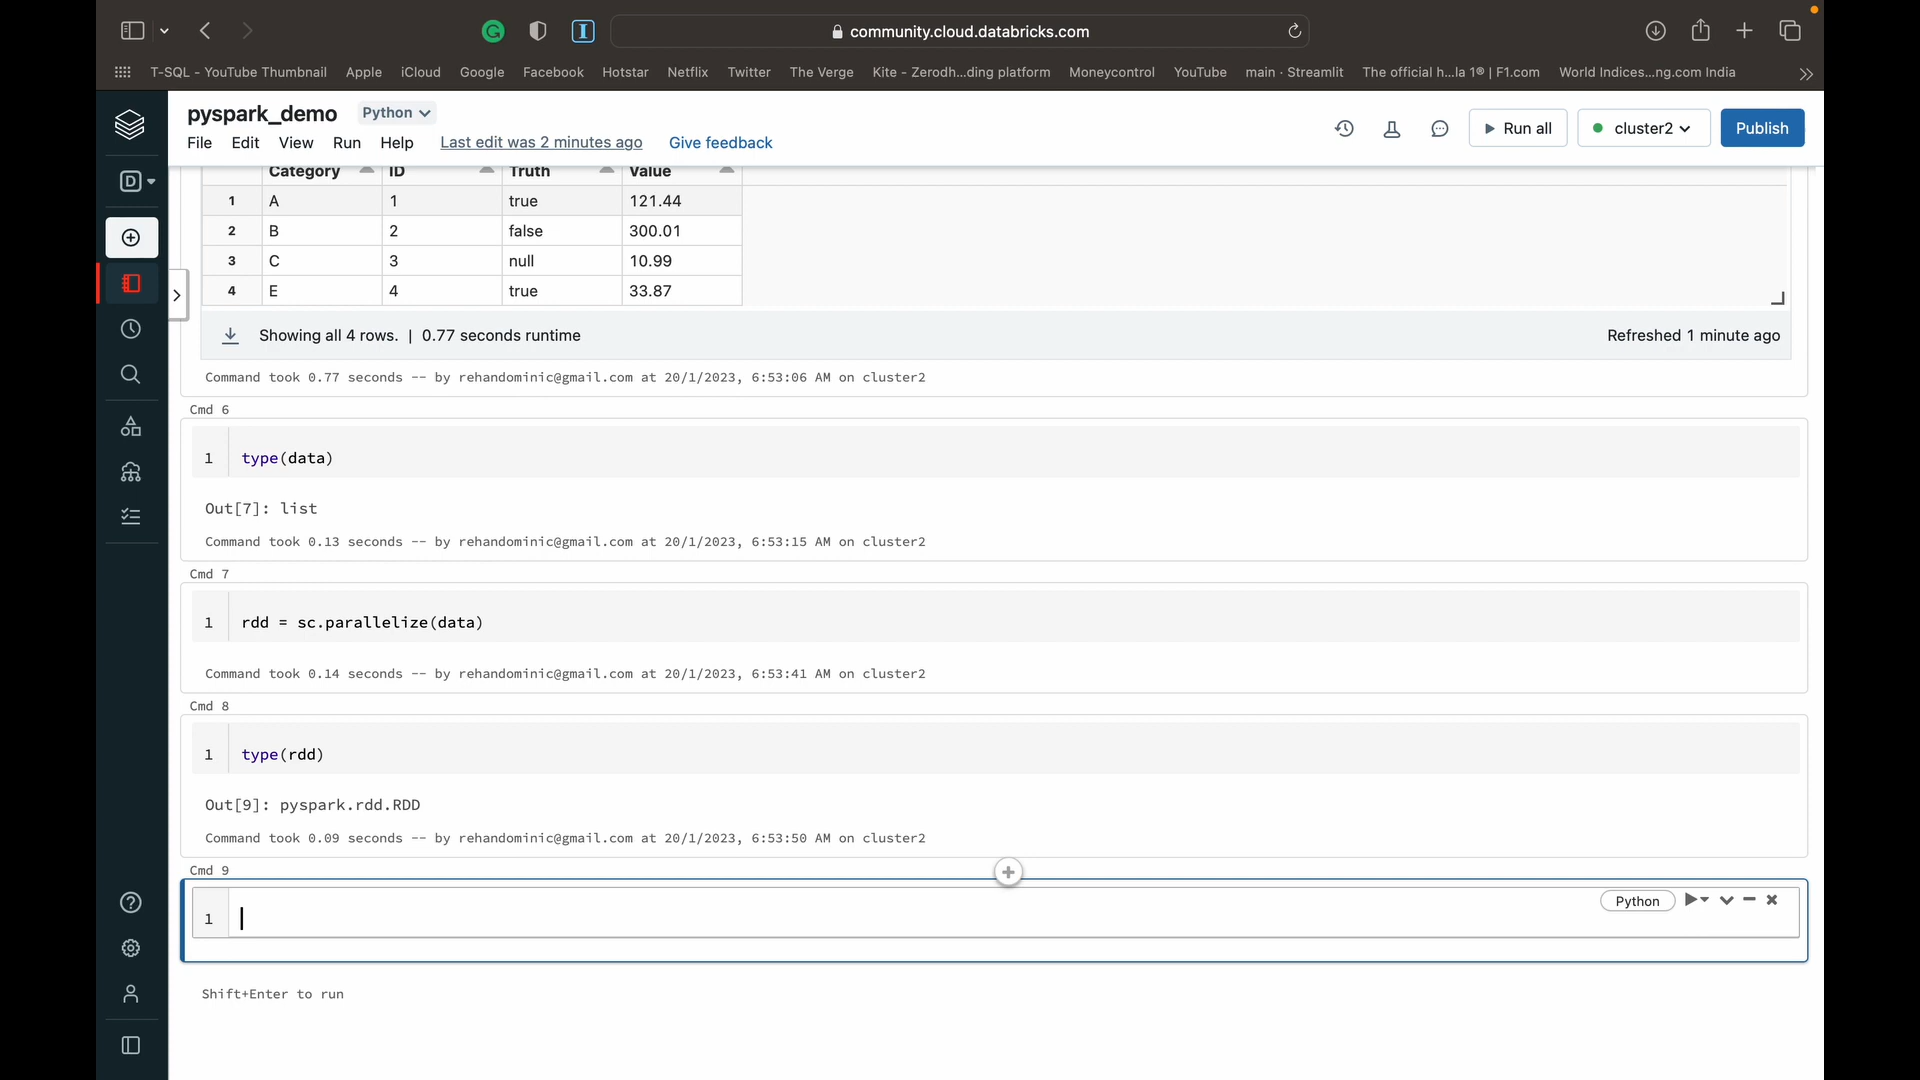 community.cloud.databricks.com
T-SQL - YouTube Thumbnail Apple iCloud Google Facebook Hotstar Netflix Twitter The Verge Kite - Zerodh...ding platform Moneycontrol YouTube main · Streamlit The official h...la 1® | F1.com World Indices...ng.com India
pyspark_demo Python
File Edit View Run Help Last edit was 2 minutes ago Give feedback
Run all cluster2 Publish
D
Category ID Truth Value
1 A 1 true 121.44
2 B 2 false 300.01
3 C 3 null 10.99
4 E 4 true 33.87
Showing all 4 rows. | 0.77 seconds runtime Refreshed 1 minute ago
Command took 0.77 seconds -- by rehandominic@gmail.com at 20/1/2023, 6:53:06 AM on cluster2
Cmd 6
1 type(data)
Out[7]: list
Command took 0.13 seconds -- by rehandominic@gmail.com at 20/1/2023, 6:53:15 AM on cluster2
Cmd 7
1 rdd = sc.parallelize(data)
Command took 0.14 seconds -- by rehandominic@gmail.com at 20/1/2023, 6:53:41 AM on cluster2
Cmd 8
1 type(rdd)
Out[9]: pyspark.rdd.RDD
Command took 0.09 seconds -- by rehandominic@gmail.com at 20/1/2023, 6:53:50 AM on cluster2
Cmd 9
1 Python
Shift+Enter to run